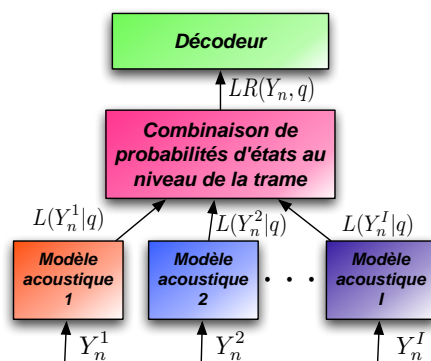 Décodeur
LR(Y_n, q)
Combinaison de
probabilités d'états au
niveau de la trame
L(Y_n^1|q)
L(Y_n^2|q)
L(Y_n^I|q)
Modèle
acoustique
1
Modèle
acoustique
2
. . .
Modèle
acoustique
I
Y_n^1
Y_n^2
Y_n^I